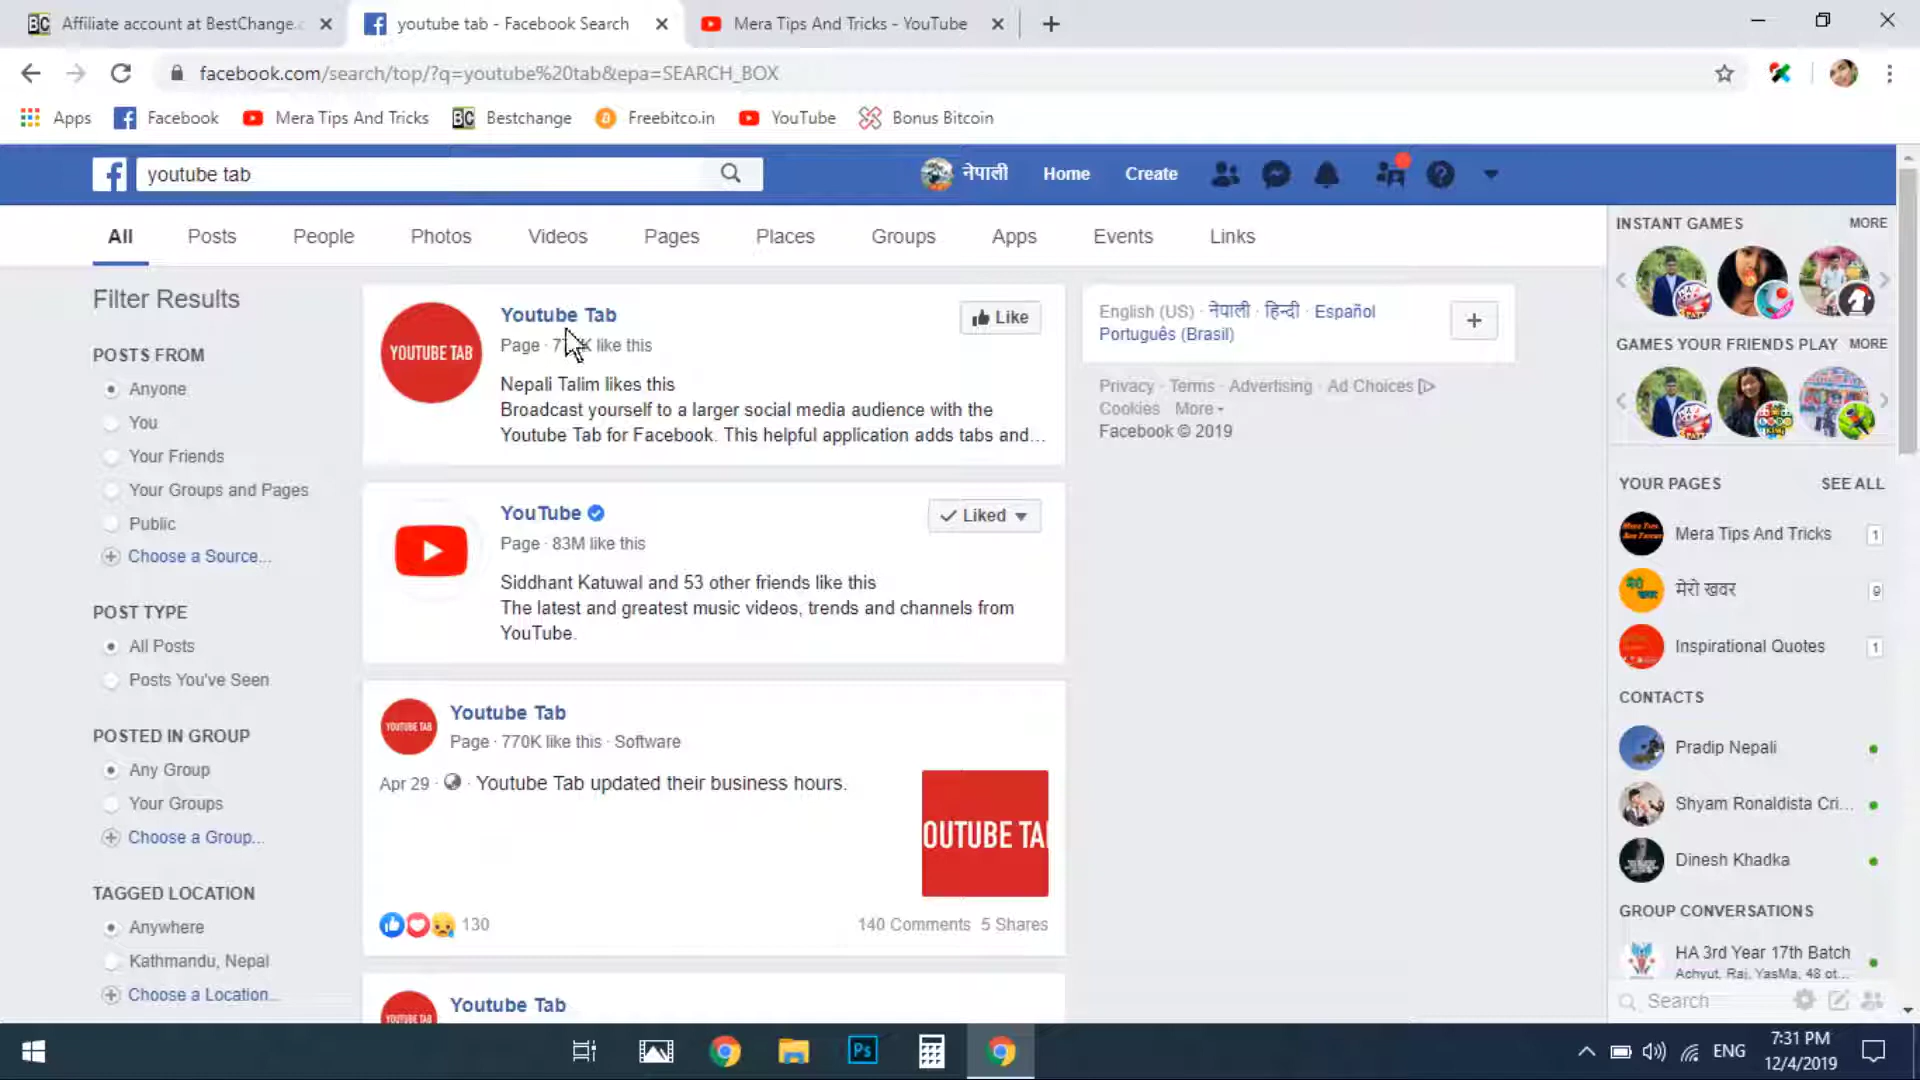 Affiliate account at BestChange.c
youtube tab - Facebook Search
Mera Tips And Tricks - YouTube
facebook.com/search/top/?q=youtube%20tab&epa=SEARCH_BOX
Apps Facebook Mera Tips And Tricks Bestchange Freebitco.in YouTube Bonus Bitcoin
youtube tab
नेपाली Home Create
All Posts People Photos Videos Pages Places Groups Apps Events Links
Filter Results
POSTS FROM
Anyone
You
Your Friends
Your Groups and Pages
Public
Choose a Source...
POST TYPE
All Posts
Posts You've Seen
POSTED IN GROUP
Any Group
Your Groups
Choose a Group...
TAGGED LOCATION
Anywhere
Kathmandu, Nepal
Choose a Location...
YOUTUBE TAB
Youtube Tab
Like
Page · like this
Nepali Talim likes this
Broadcast yourself to a larger social media audience with the
Youtube Tab for Facebook. This helpful application adds tabs and...
YouTube
Liked
Page · 83M like this
Siddhant Katuwal and 53 other friends like this
The latest and greatest music videos, trends and channels from
YouTube.
YOUTUBE TAB
Youtube Tab
Page · 770K like this · Software
Apr 29 · Youtube Tab updated their business hours.
OUTUBE TA
130
140 Comments 5 Shares
Youtube Tab
YOUTUBE TAB
English (US) · नेपाली · हिन्दी · Español
Português (Brasil)
Privacy · Terms · Advertising · Ad Choices
Cookies · More
Facebook © 2019
INSTANT GAMES MORE
GAMES YOUR FRIENDS PLAY MORE
YOUR PAGES SEE ALL
Mera Tips And Tricks 1
मेरो खवर 9
Inspirational Quotes 1
CONTACTS
Pradip Nepali
Shyam Ronaldista Cri...
Dinesh Khadka
GROUP CONVERSATIONS
HA 3rd Year 17th Batch
Achyut, Raj, YasMa, 48 ot...
Search
Ps
ENG
7:31 PM
12/4/2019